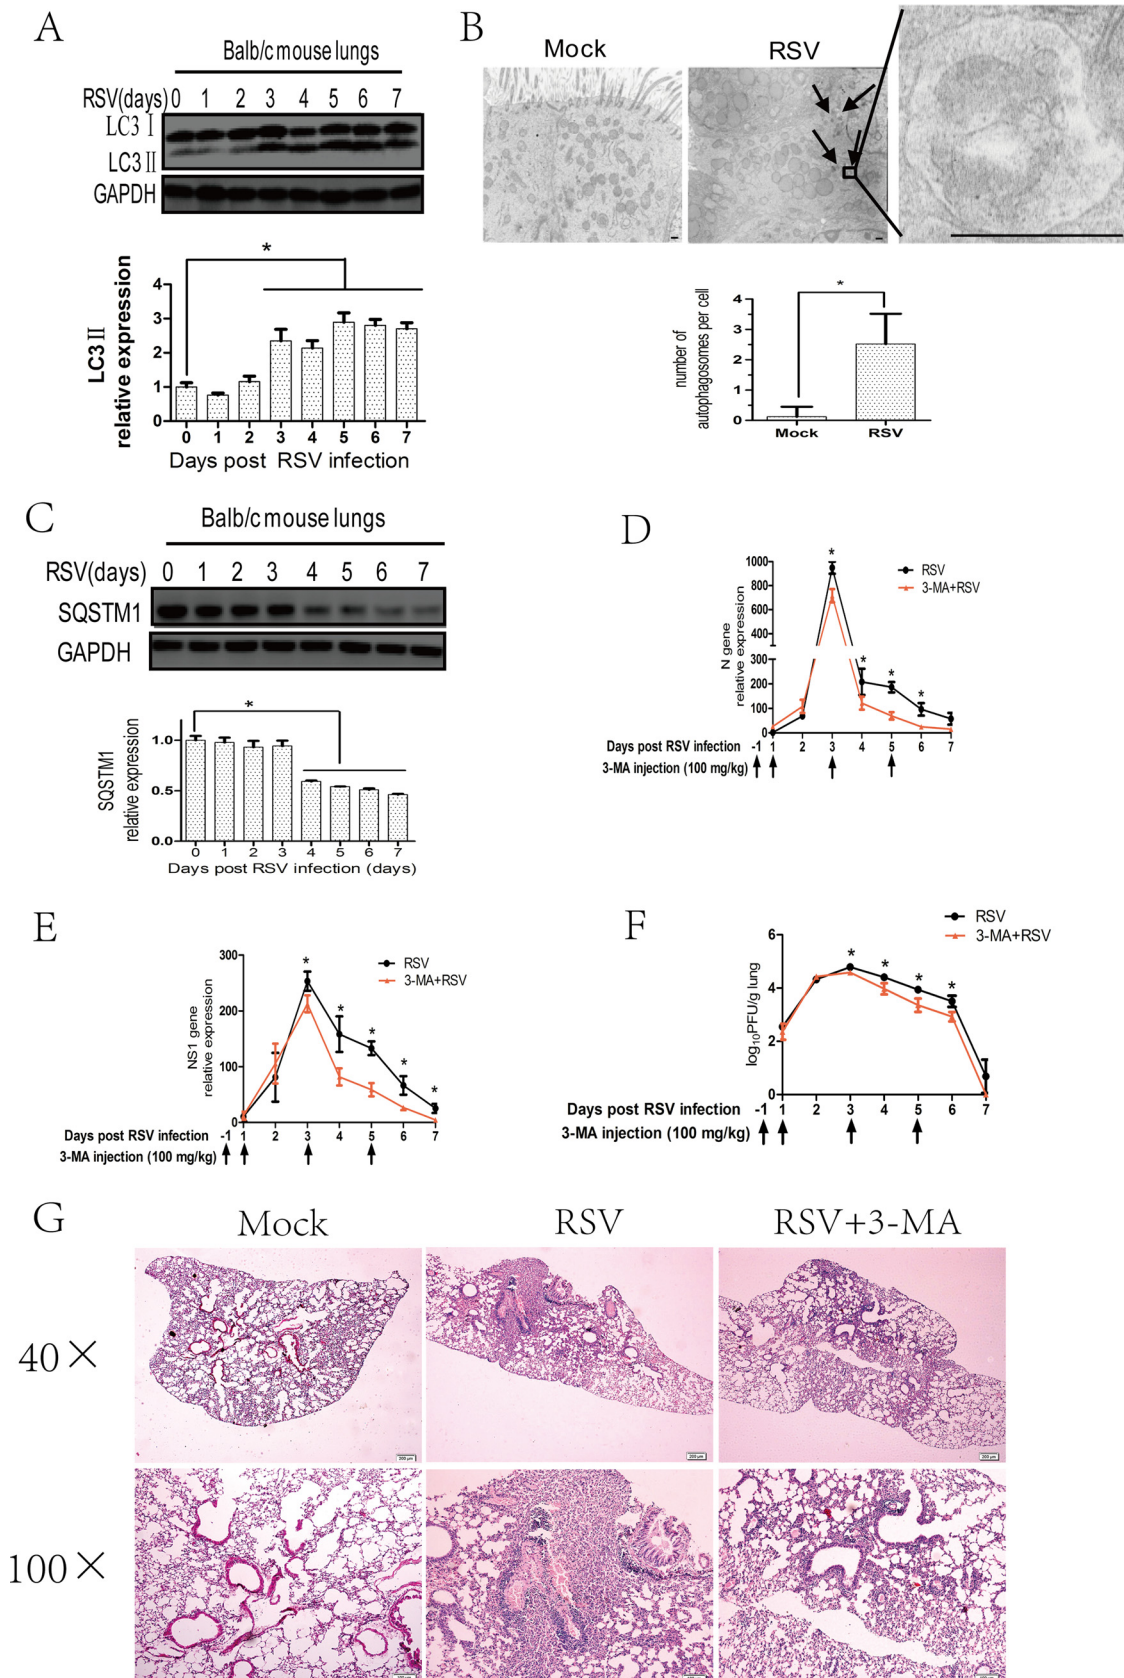 A
Balb/c mouse lungs
RSV(days) 0 1 2 3 4 5 6 7
LC3 I
LC3 II
GAPDH
*
LC3 II
relative expression
4
3
2
1
0
0 1 2 3 4 5 6 7
Days post RSV infection
B
Mock
RSV
*
number of
autophagosomes per cell
4
3
2
1
0
Mock RSV
C
Balb/c mouse lungs
RSV(days) 0 1 2 3 4 5 6 7
SQSTM1
GAPDH
*
SQSTM1
relative expression
1.0
0.5
0.0
0 1 2 3 4 5 6 7
Days post RSV infection (days)
D
N gene
relative expression
1000
900
800
700
600
500
400
300
200
100
0
* * * *
RSV
3-MA+RSV
Days post RSV infection -1 1 2 3 4 5 6 7
3-MA injection (100 mg/kg)
E
NS1 gene
relative expression
300
200
100
0
* * * * *
RSV
3-MA+RSV
Days post RSV infection -1 1 2 3 4 5 6 7
3-MA injection (100 mg/kg)
F
log10PFU/g lung
6
4
2
0
* * * *
RSV
3-MA+RSV
Days post RSV infection -1 1 2 3 4 5 6 7
3-MA injection (100 mg/kg)
G
Mock RSV RSV+3-MA
40×
200 μm
200 μm
200 μm
100×